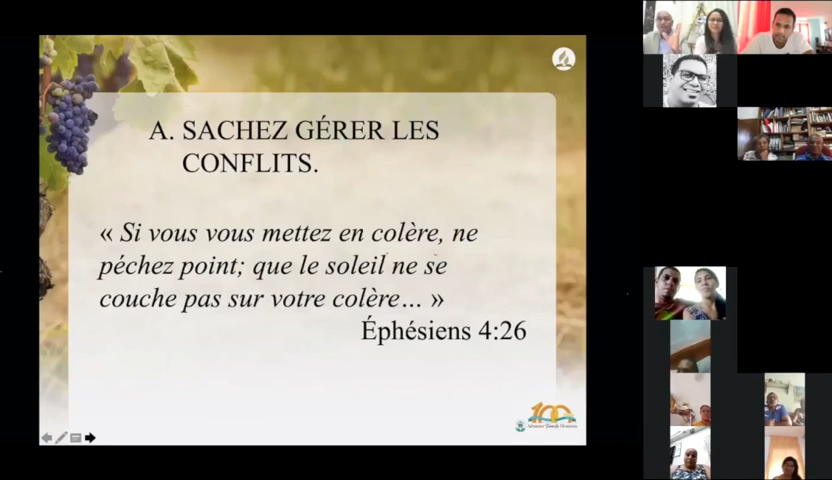 A. SACHEZ GÉRER LES
CONFLITS.
« Si vous vous mettez en colère, ne
péchez point; que le soleil ne se
couche pas sur votre colère… »
Éphésiens 4:26
100